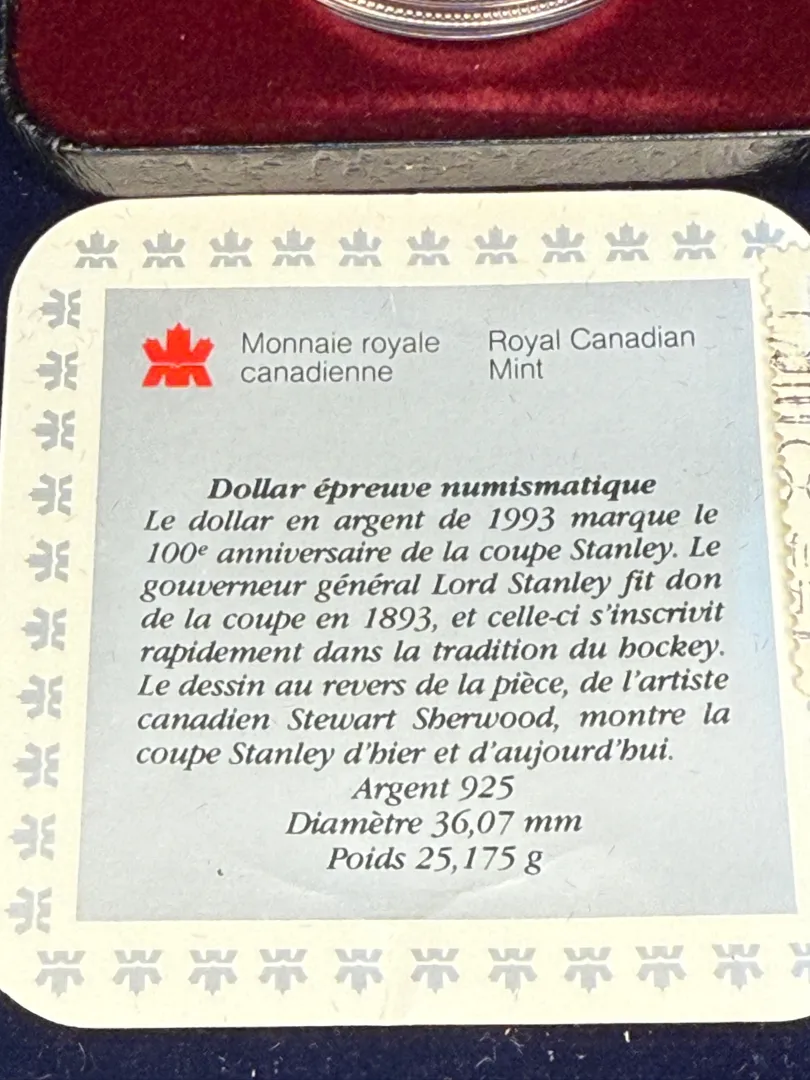 Monnaie royale canadienne
Royal Canadian Mint
Dollar épreuve numismatique
Le dollar en argent de 1993 marque le
100e anniversaire de la coupe Stanley. Le
gouverneur général Lord Stanley fit don
de la coupe en 1893, et celle-ci s'inscrivit
rapidement dans la tradition du hockey.
Le dessin au revers de la pièce, de l'artiste
canadien Stewart Sherwood, montre la
coupe Stanley d'hier et d'aujourd'hui.
Argent 925
Diamètre 36,07 mm
Poids 25,175 g